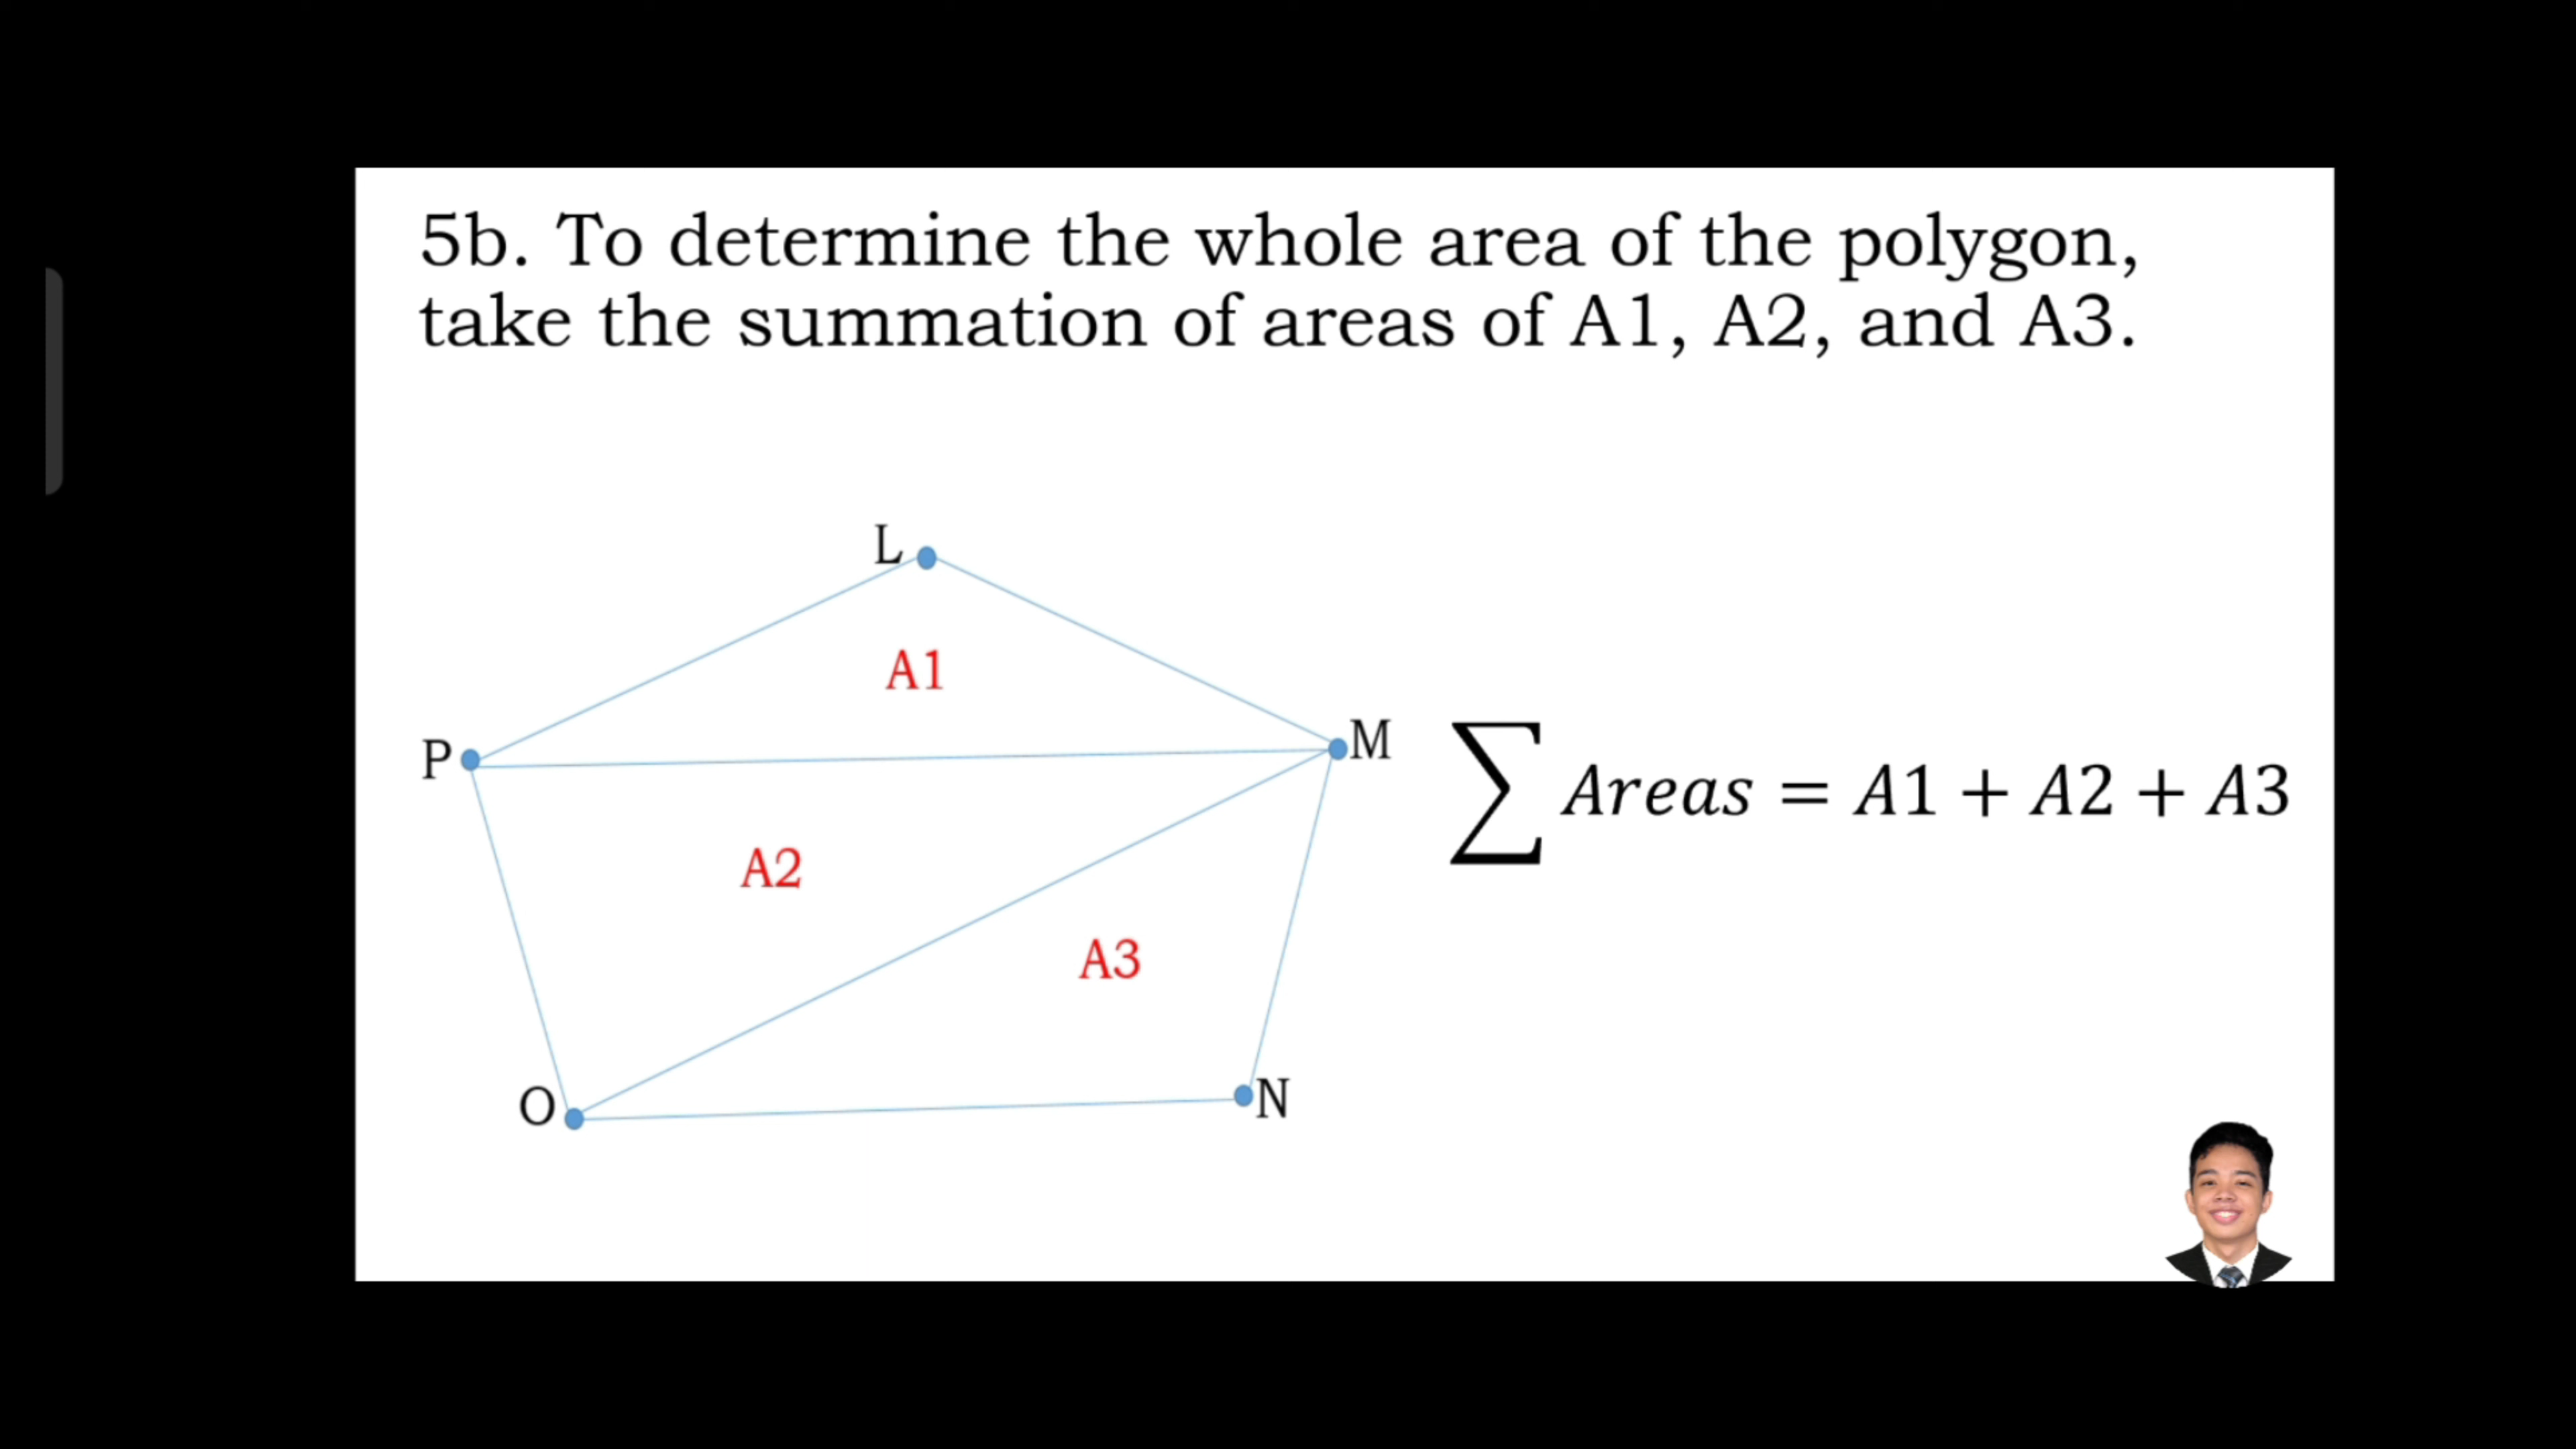 5b. To determine the whole area of the polygon,
take the summation of areas of A1, A2, and A3.
L
A1
P
M
∑ Areas = A1 + A2 + A3
A2
A3
O
N